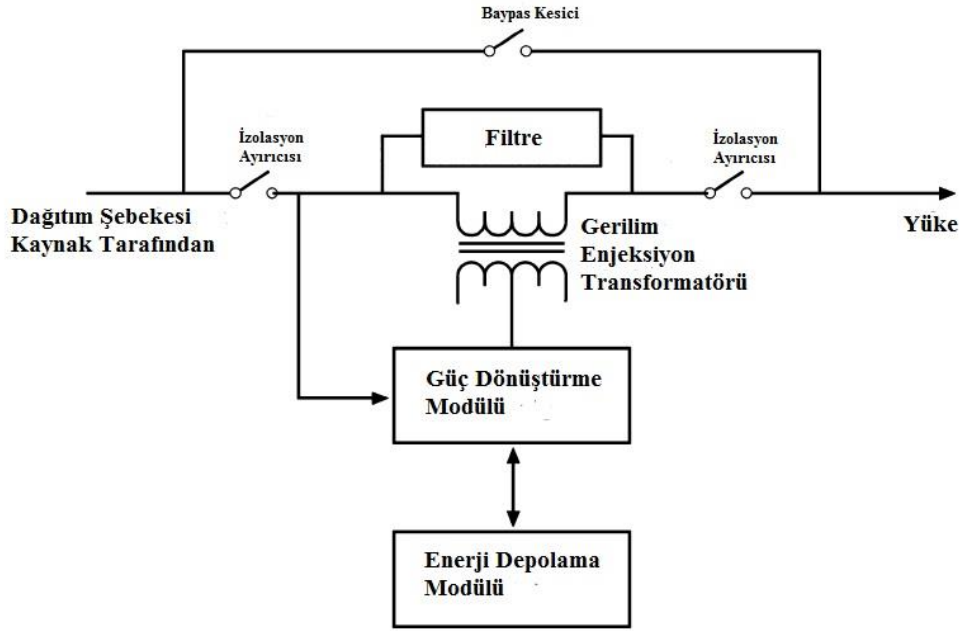 Baypas Kesici
İzolasyon
Ayırıcısı
Filtre
İzolasyon
Ayırıcısı
Dağıtım Şebekesi
Kaynak Tarafından
Gerilim
Enjeksiyon
Transformatörü
Yüke
Güç Dönüştürme
Modülü
Enerji Depolama
Modülü